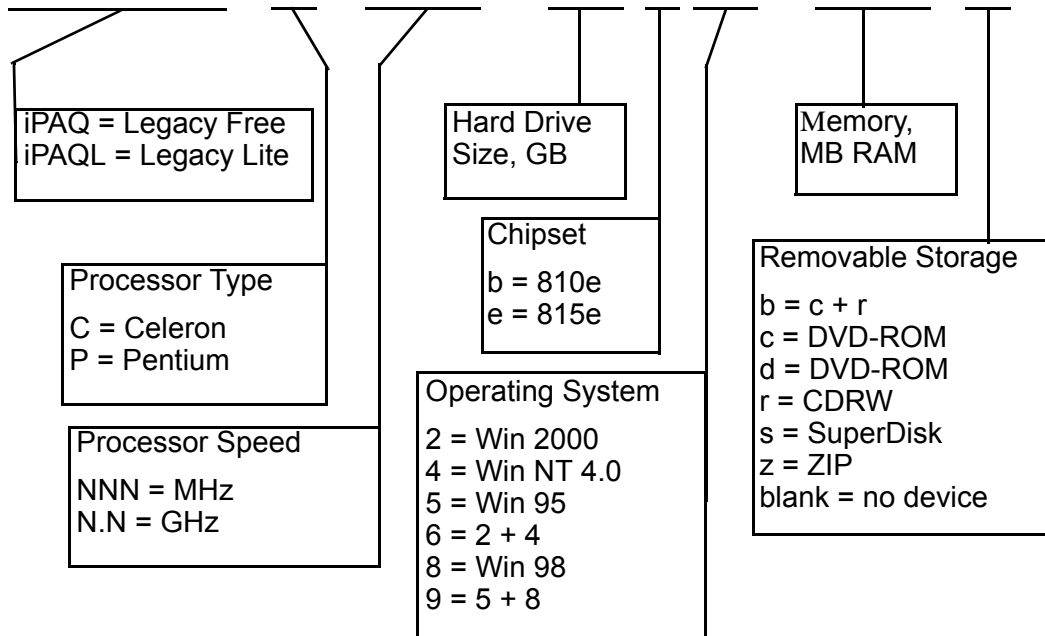 iPAQ = Legacy Free
iPAQL = Legacy Lite
Hard Drive
Size, GB
Memory,
MB RAM
Chipset
b = 810e
e = 815e
Processor Type
C = Celeron
P = Pentium
Removable Storage
b = c + r
c = DVD-ROM
d = DVD-ROM
r = CDRW
s = SuperDisk
z = ZIP
blank = no device
Operating System
2 = Win 2000
4 = Win NT 4.0
5 = Win 95
6 = 2 + 4
8 = Win 98
9 = 5 + 8
Processor Speed
NNN = MHz
N.N = GHz